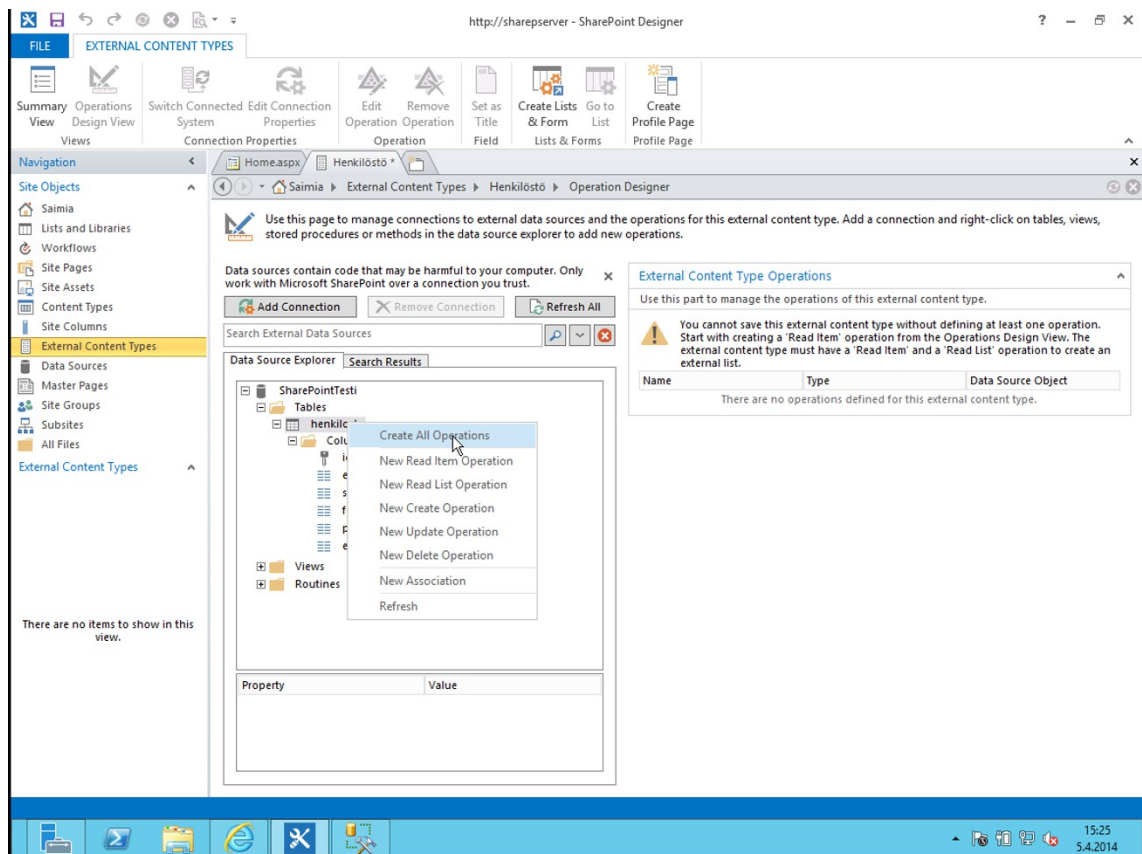 http://sharepserver - SharePoint Designer
?
FILE
EXTERNAL CONTENT TYPES
Summary View
Operations Design View
Views
Switch Connected System
Edit Connection Properties
Connection Properties
Edit Operation
Remove Operation
Operation
Set as Title
Field
Create Lists & Form
Go to List
Lists & Forms
Create Profile Page
Profile Page
Navigation
Site Objects
Saimia
Lists and Libraries
Workflows
Site Pages
Site Assets
Content Types
Site Columns
External Content Types
Data Sources
Master Pages
Site Groups
Subsites
All Files
External Content Types
There are no items to show in this
view.
Home.aspx
Henkilöstö *
Saimia
External Content Types
Henkilöstö
Operation Designer
Use this page to manage connections to external data sources and the operations for this external content type. Add a connection and right-click on tables, views,
stored procedures or methods in the data source explorer to add new operations.
Data sources contain code that may be harmful to your computer. Only
work with Microsoft SharePoint over a connection you trust.
Add Connection
Remove Connection
Refresh All
Search External Data Sources
Data Source Explorer
Search Results
SharePointTesti
Tables
Views
Routines
Create All Operations
New Read Item Operation
New Read List Operation
New Create Operation
New Update Operation
New Delete Operation
New Association
Refresh
Property
Value
External Content Type Operations
Use this part to manage the operations of this external content type.
You cannot save this external content type without defining at least one operation.
Start with creating a 'Read Item' operation from the Operations Design View. The
external content type must have a 'Read Item' and a 'Read List' operation to create an
external list.
Name
Type
Data Source Object
There are no operations defined for this external content type.
15:25
5.4.2014